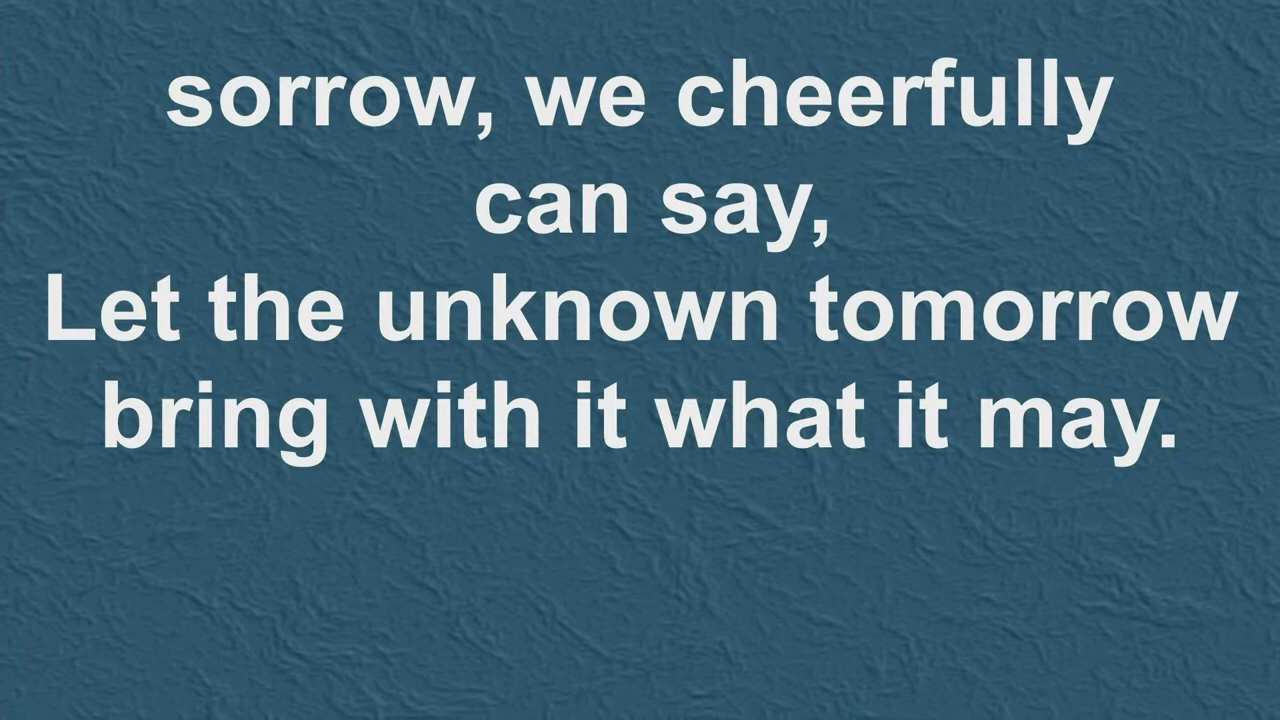 sorrow, we cheerfully
can say,
Let the unknown tomorrow
bring with it what it may.